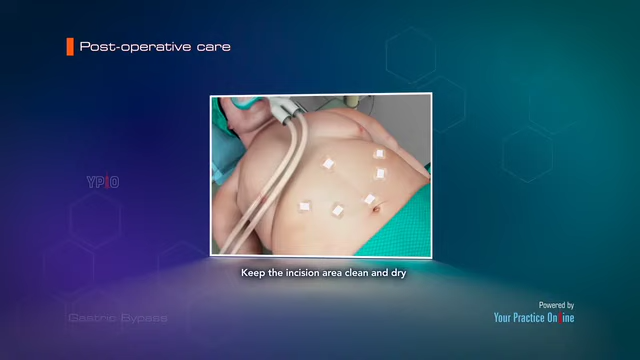 Post-operative care
YPO
Keep the incision area clean and dry
Gastric Bypass
Powered by
Your Practice Online